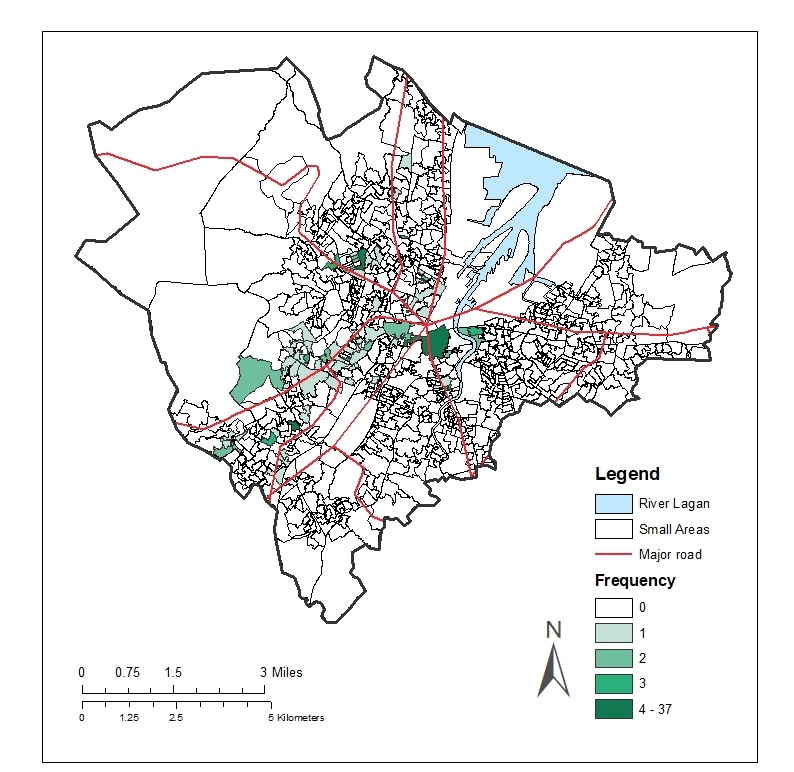 Legend
River Lagan
Small Areas
Major road
Frequency
0
1
2
3
4 - 37
N
0 0.75 1.5 3 Miles
0 1.25 2.5 5 Kilometers